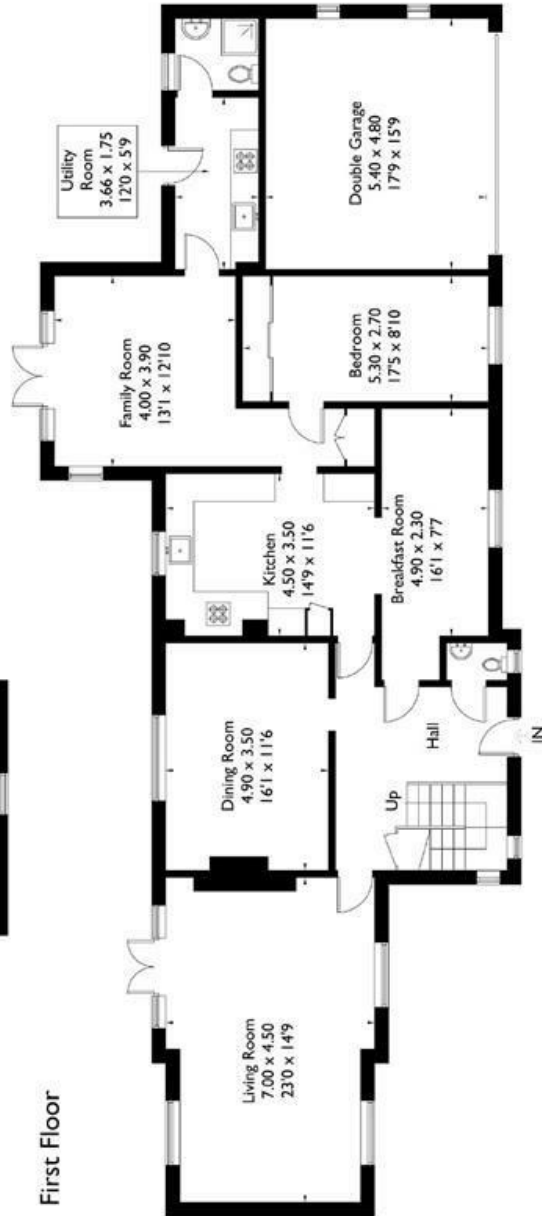 First Floor
Living Room
7.00 x 4.50
23'0 x 14'9
Dining Room
4.90 x 3.50
16'1 x 11'6
Kitchen
4.50 x 3.50
14'9 x 11'6
Family Room
4.00 x 3.90
13'1 x 12'10
Utility
Room
3.66 x 1.75
12'0 x 5'9
Up
Hall
IN
Breakfast Room
4.90 x 2.30
16'1 x 7'7
Bedroom
5.30 x 2.70
17'5 x 8'10
Double Garage
5.40 x 4.80
17'9 x 15'9